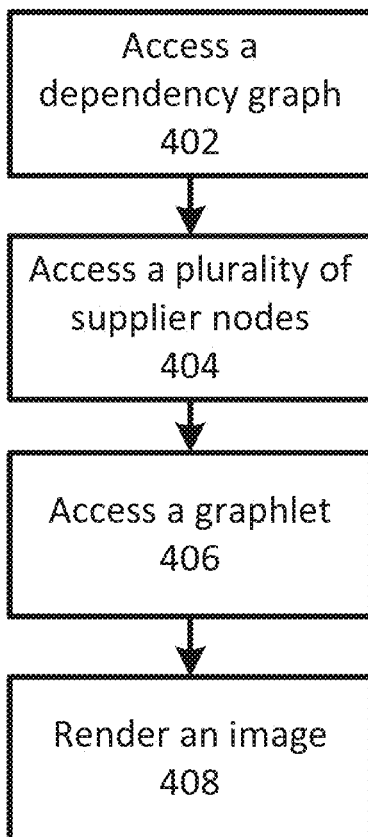 Access a
dependency graph
402
Access a plurality of
supplier nodes
404
Access a graphlet
406
Render an image
408